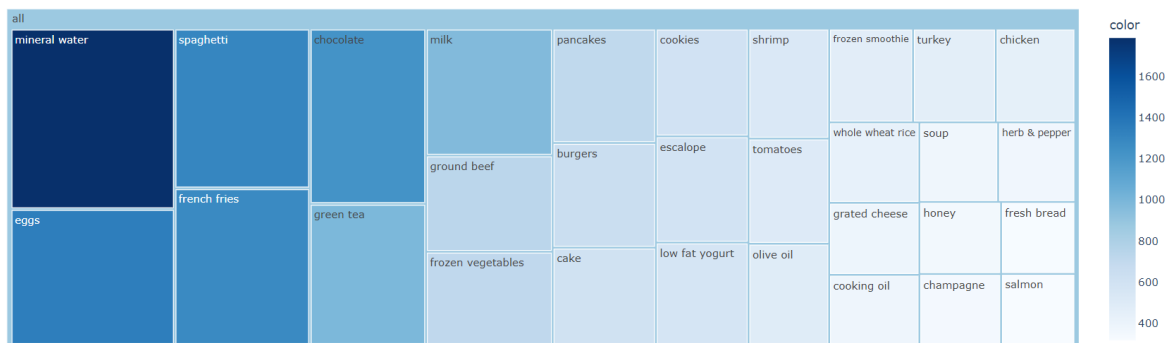 all
mineral water
eggs
spaghetti
french fries
chocolate
green tea
milk
ground beef
frozen vegetables
pancakes
burgers
cake
cookies
escalope
low fat yogurt
shrimp
tomatoes
olive oil
frozen smoothie
turkey
chicken
whole wheat rice
soup
herb & pepper
grated cheese
honey
fresh bread
cooking oil
champagne
salmon
color
1600
1400
1200
1000
800
600
400